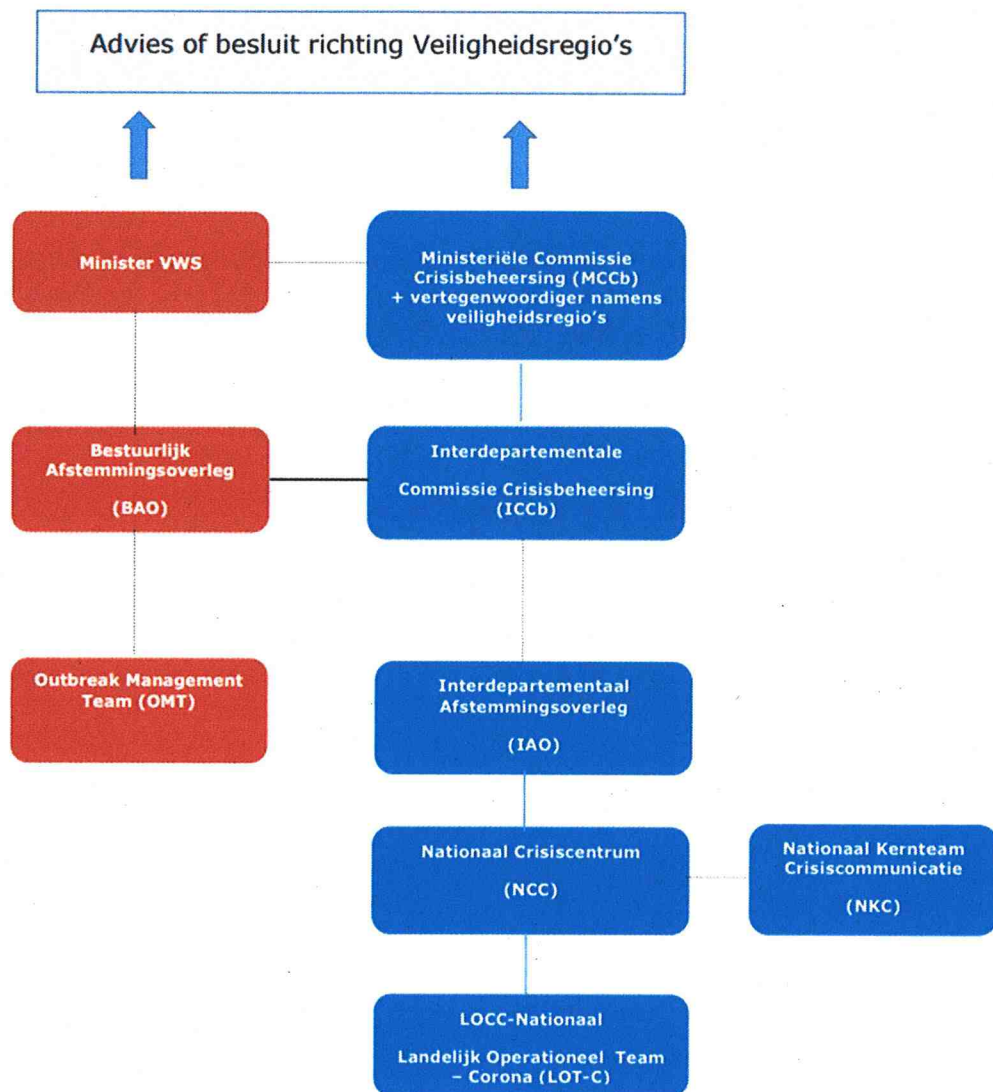 Advies of besluit richting Veiligheidsregio's
Minister VWS
Ministeriële Commissie
Crisisbeheersing (MCCb)
+ vertegenwoordiger namens
veiligheidsregio's
Bestuurlijk
Afstemmingsoverleg
(BAO)
Interdepartementale
Commissie Crisisbeheersing
(ICCb)
Outbreak Management
Team (OMT)
Interdepartementaal
Afstemmingsoverleg
(IAO)
Nationaal Crisiscentrum
(NCC)
Nationaal Kernteam
Crisiscommunicatie
(NKC)
LOCC-Nationaal
Landelijk Operationeel Team
– Corona (LOT-C)